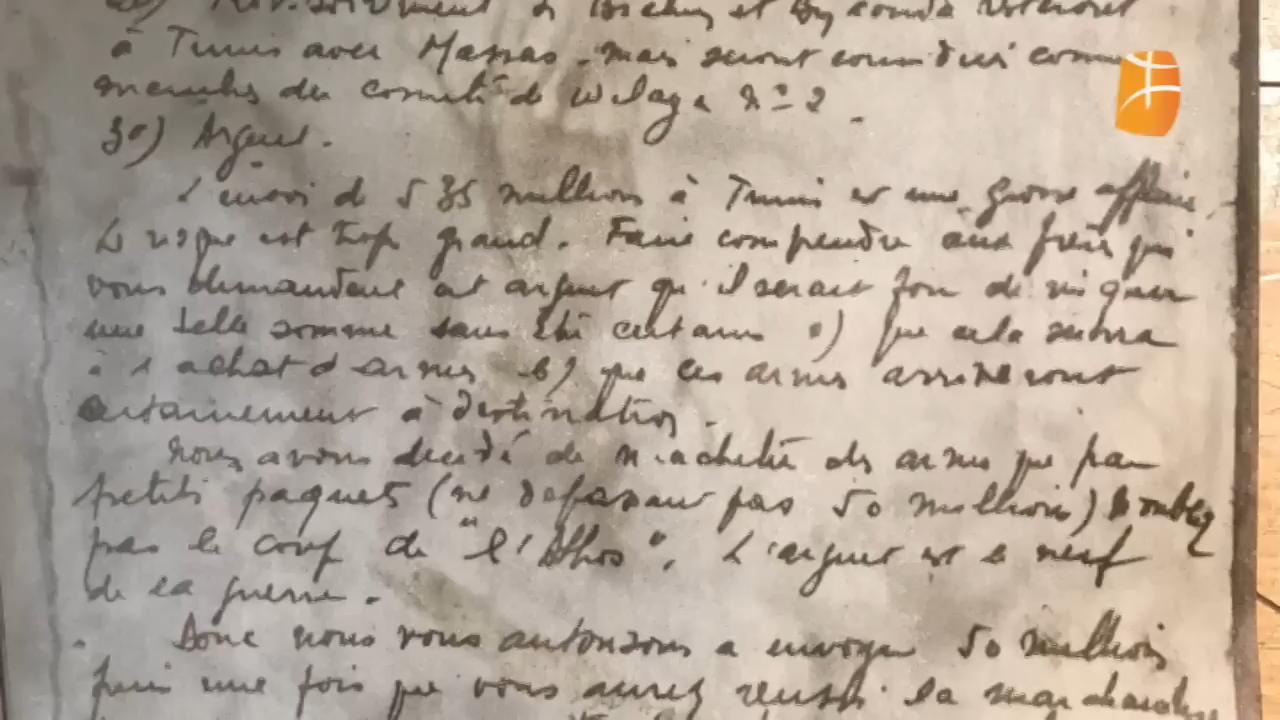 à Tunis avec Massas. mais seront considérés comme
membres du comité de Wilaya N° 2.
3°) Argent.
L'envoi de 535 millions à Tunis est une grosse affaire.
Le risque est trop grand. Faire comprendre aux frères qui
vous demandent cet argent qu'il serait fou de risquer
une telle somme sans être certains a) que cela servira
à l'achat d'armes b) que ces armes arriveront
certainement à destination.
Nous avons décidé de n'acheter des armes que par
petits paquets (ne dépassant pas 50 millions) N'oubliez
pas le coup de "l'Athos". L'argent est le nerf
de la guerre.
Donc nous vous autorisons a envoyer 50 millions
puis une fois que vous aurez reussi la marchandise